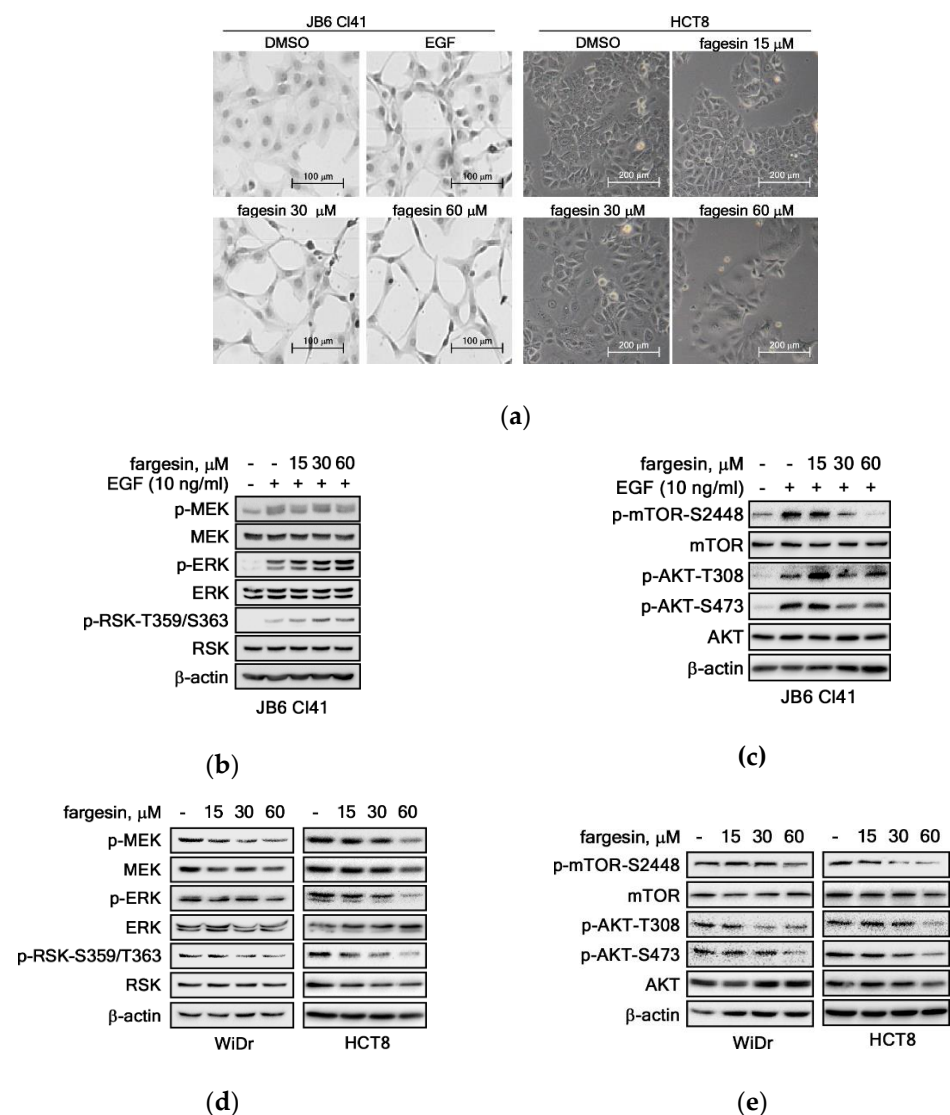 JB6 Cl41 HCT8
DMSO EGF DMSO fagesin 15 μM
100 μm 100 μm 200 μm 200 μm
fagesin 30 μM fagesin 60 μM fagesin 30 μM fagesin 60 μM
100 μm 100 μm 200 μm 200 μm
(a)
fargesin, μM - - 15 30 60
EGF (10 ng/ml) - + + + +
p-MEK
MEK
p-ERK
ERK
p-RSK-T359/S363
RSK
β-actin
JB6 Cl41
(b)
fargesin, μM - - 15 30 60
EGF (10 ng/ml) - + + + +
p-mTOR-S2448
mTOR
p-AKT-T308
p-AKT-S473
AKT
β-actin
JB6 Cl41
(c)
fargesin, μM - 15 30 60 - 15 30 60
p-MEK
MEK
p-ERK
ERK
p-RSK-S359/T363
RSK
β-actin
WiDr HCT8
(d)
fargesin, μM - 15 30 60 - 15 30 60
p-mTOR-S2448
mTOR
p-AKT-T308
p-AKT-S473
AKT
β-actin
WiDr HCT8
(e)